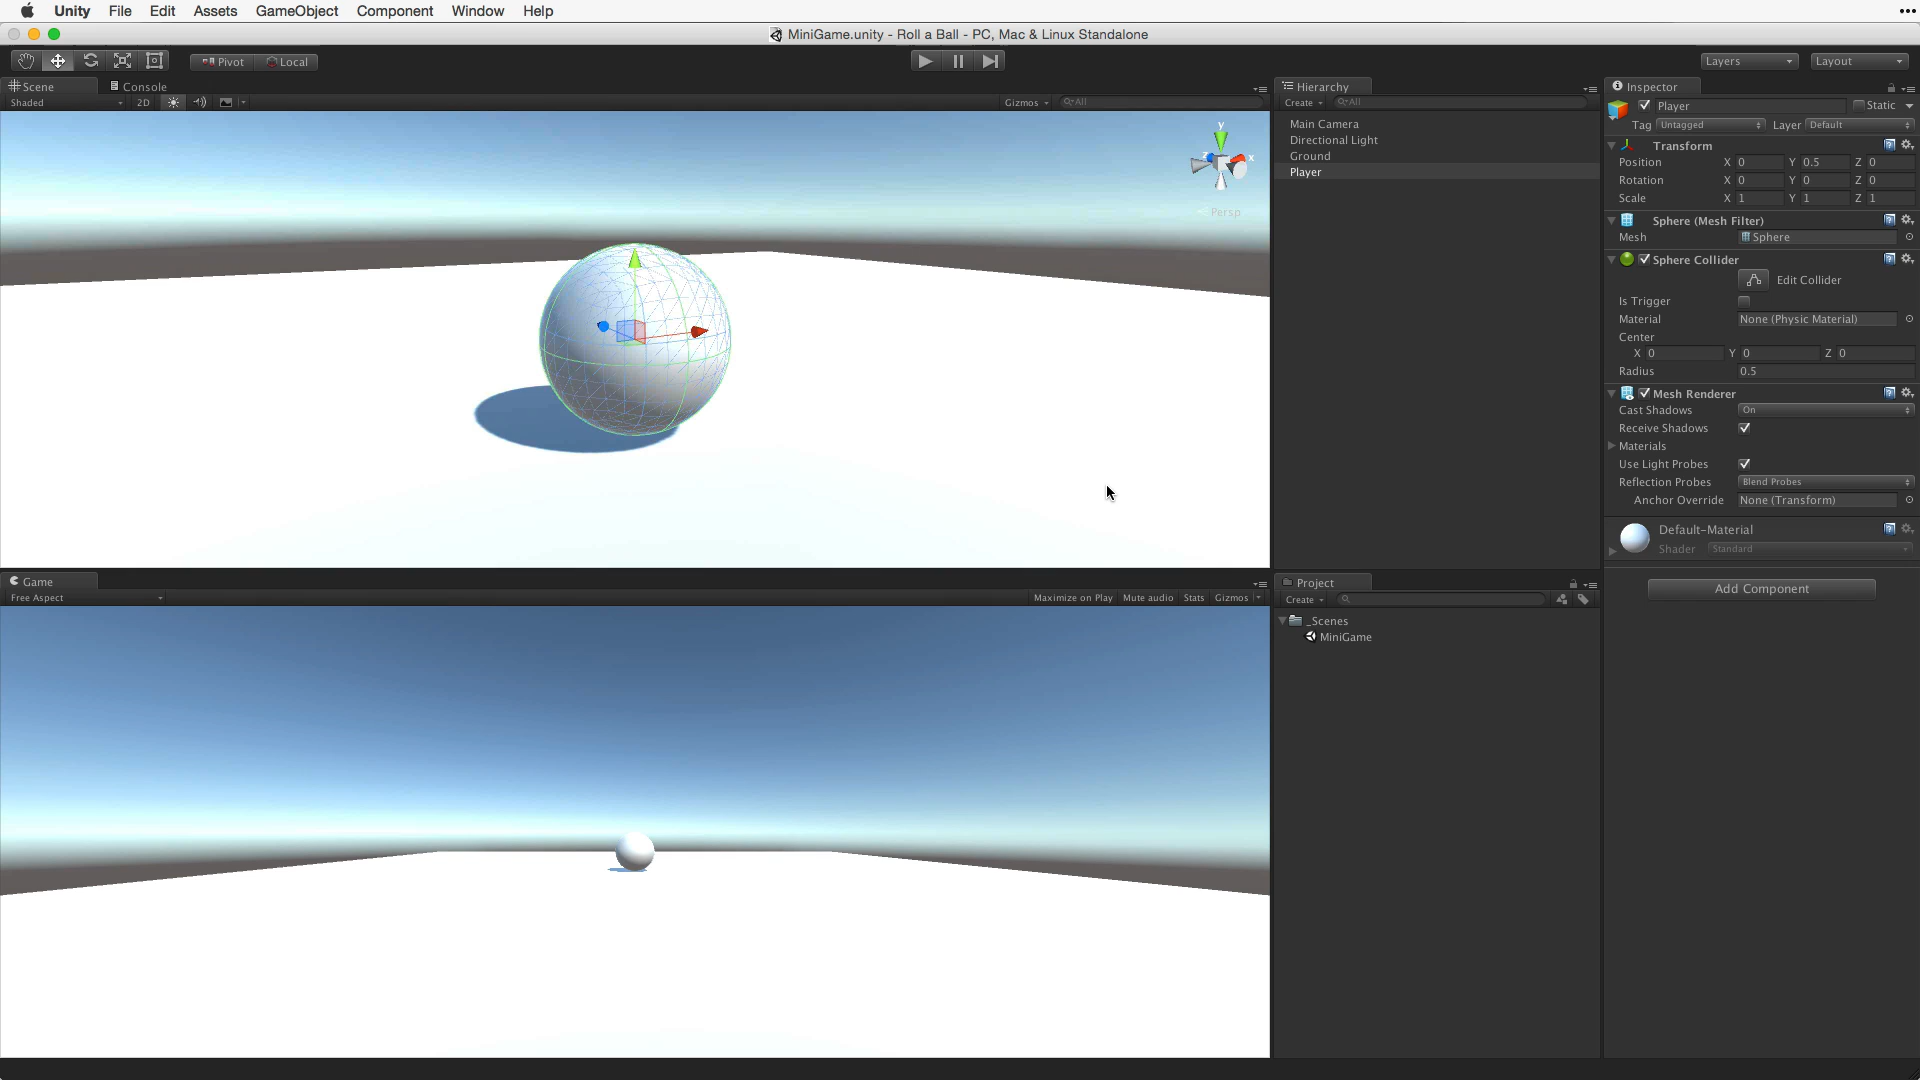 Unity File Edit Assets GameObject Component Window Help
MiniGame.unity - Roll a Ball - PC, Mac & Linux Standalone
Pivot Local
Layers Layout
Scene Console
Shaded 2D Gizmos All
y
z x
Persp
Hierarchy
Create All
Main Camera
Directional Light
Ground
Player
Inspector
Player Static
Tag Untagged Layer Default
Transform
Position X 0 Y 0.5 Z 0
Rotation X 0 Y 0 Z 0
Scale X 1 Y 1 Z 1
Sphere (Mesh Filter)
Mesh Sphere
Sphere Collider
Edit Collider
Is Trigger
Material None (Physic Material)
Center
X 0 Y 0 Z 0
Radius 0.5
Mesh Renderer
Cast Shadows On
Receive Shadows
Materials
Use Light Probes
Reflection Probes Blend Probes
Anchor Override None (Transform)
Default-Material
Shader Standard
Add Component
Game
Free Aspect Maximize on Play Mute audio Stats Gizmos
Project
Create
_Scenes
MiniGame